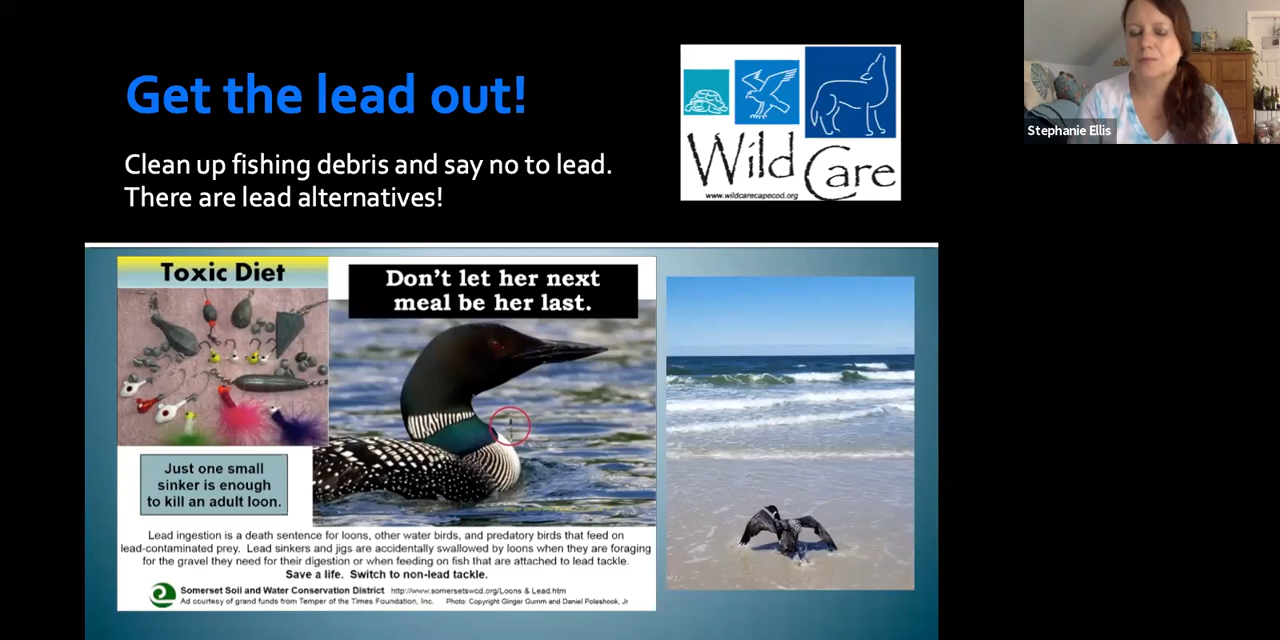 Get the lead out!
Clean up fishing debris and say no to lead.
There are lead alternatives!
Wild Care
www.wildcarecapecod.org
Stephanie Ellis
Toxic Diet
Don't let her next
meal be her last.
Just one small
sinker is enough
to kill an adult loon.
Lead ingestion is a death sentence for loons, other water birds, and predatory birds that feed on
lead-contaminated prey. Lead sinkers and jigs are accidentally swallowed by loons when they are foraging
for the gravel they need for their digestion or when feeding on fish that are attached to lead tackle.
Save a life. Switch to non-lead tackle.
Somerset Soil and Water Conservation District http://www.somersetswcd.org/Loons & Lead.htm
Ad courtesy of grand funds from Temper of the Times Foundation, Inc. Photo: Copyright Ginger Gumm and Daniel Poleshook, Jr